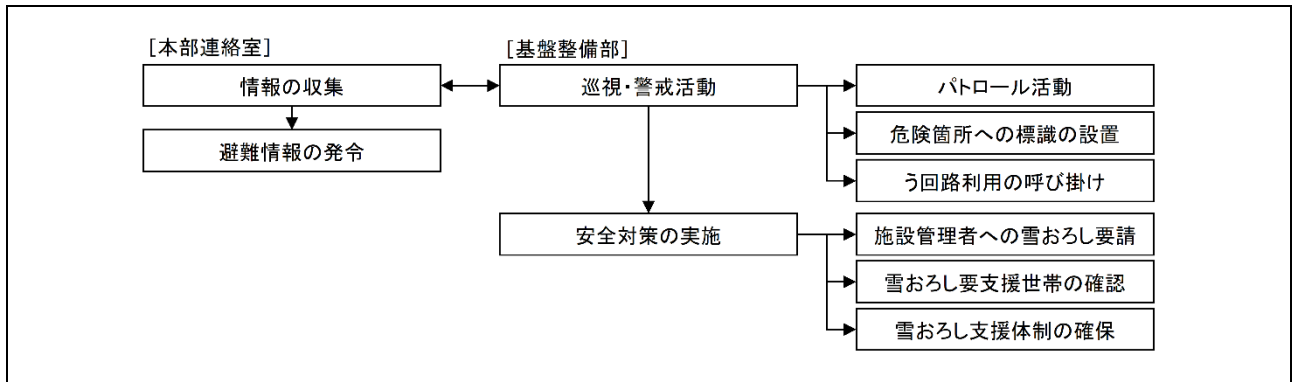 [本部連絡室]
情報の収集
避難情報の発令
[基盤整備部]
巡視・警戒活動
安全対策の実施
パトロール活動
危険箇所への標識の設置
う回路利用の呼び掛け
施設管理者への雪おろし要請
雪おろし要支援世帯の確認
雪おろし支援体制の確保